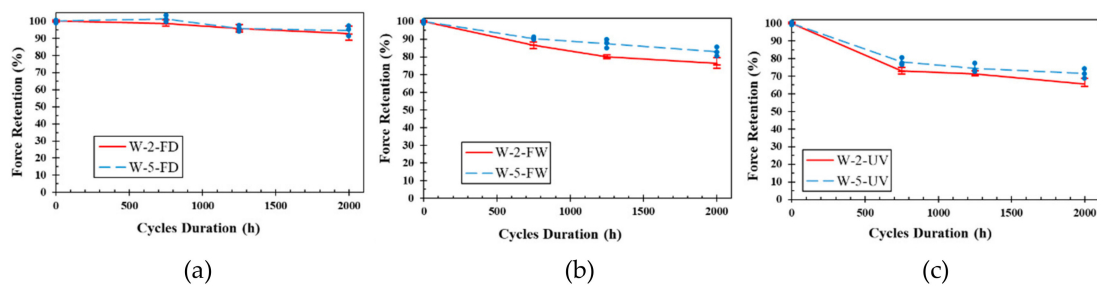 Force Retention (%)
100
90
80
70
60
50
40
30
20
10
0
W-2-FD
W-5-FD
0 500 1000 1500 2000
Cycles Duration (h)
(a)
Force Retention (%)
100
90
80
70
60
50
40
30
20
10
0
W-2-FW
W-5-FW
0 500 1000 1500 2000
Cycles Duration (h)
(b)
Force Retention (%)
100
90
80
70
60
50
40
30
20
10
0
W-2-UV
W-5-UV
0 500 1000 1500 2000
Cycles Duration (h)
(c)